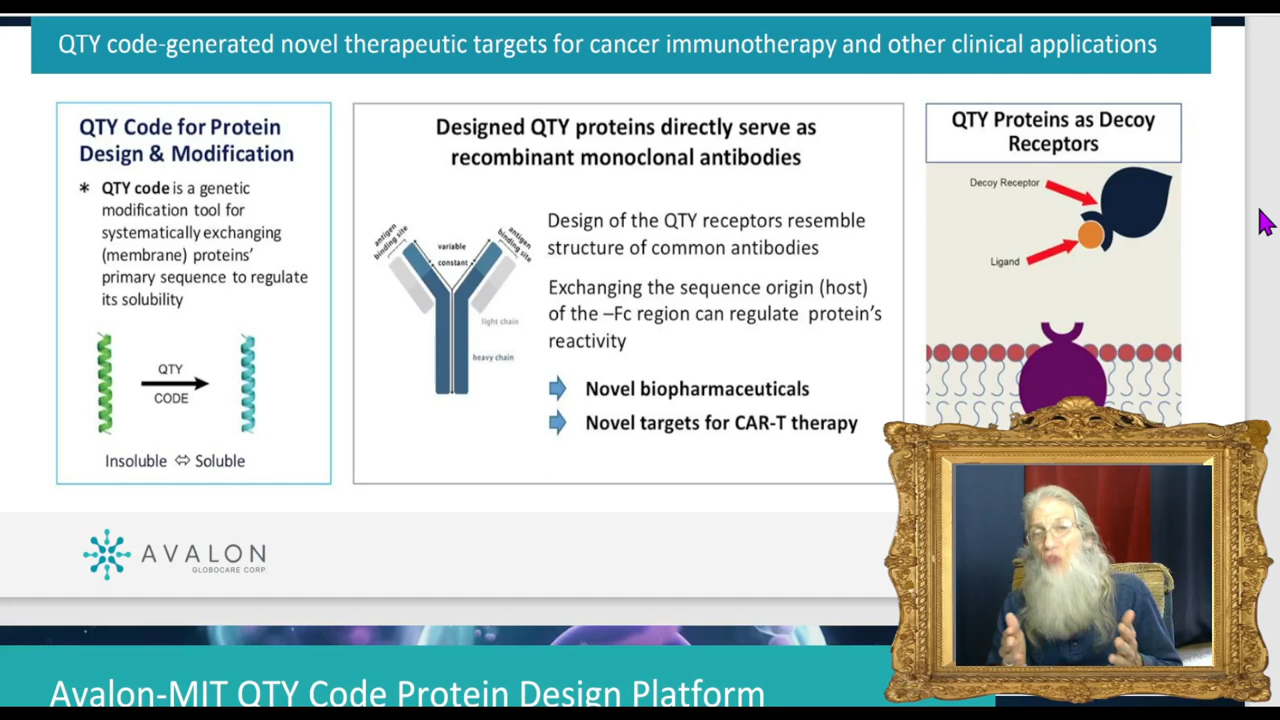 QTY code-generated novel therapeutic targets for cancer immunotherapy and other clinical applications
QTY Code for Protein
Design & Modification
* QTY code is a genetic
modification tool for
systematically exchanging
(membrane) proteins'
primary sequence to regulate
its solubility
QTY
CODE
Insoluble ⇔ Soluble
Designed QTY proteins directly serve as
recombinant monoclonal antibodies
antigen
binding site
variable
constant
antigen
binding site
light chain
heavy chain
Design of the QTY receptors resemble
structure of common antibodies
Exchanging the sequence origin (host)
of the –Fc region can regulate protein's
reactivity
Novel biopharmaceuticals
Novel targets for CAR-T therapy
QTY Proteins as Decoy
Receptors
Decoy Receptor
Ligand
AVALON
GLOBOCARE CORP.
Avalon-MIT QTY Code Protein Design Platform